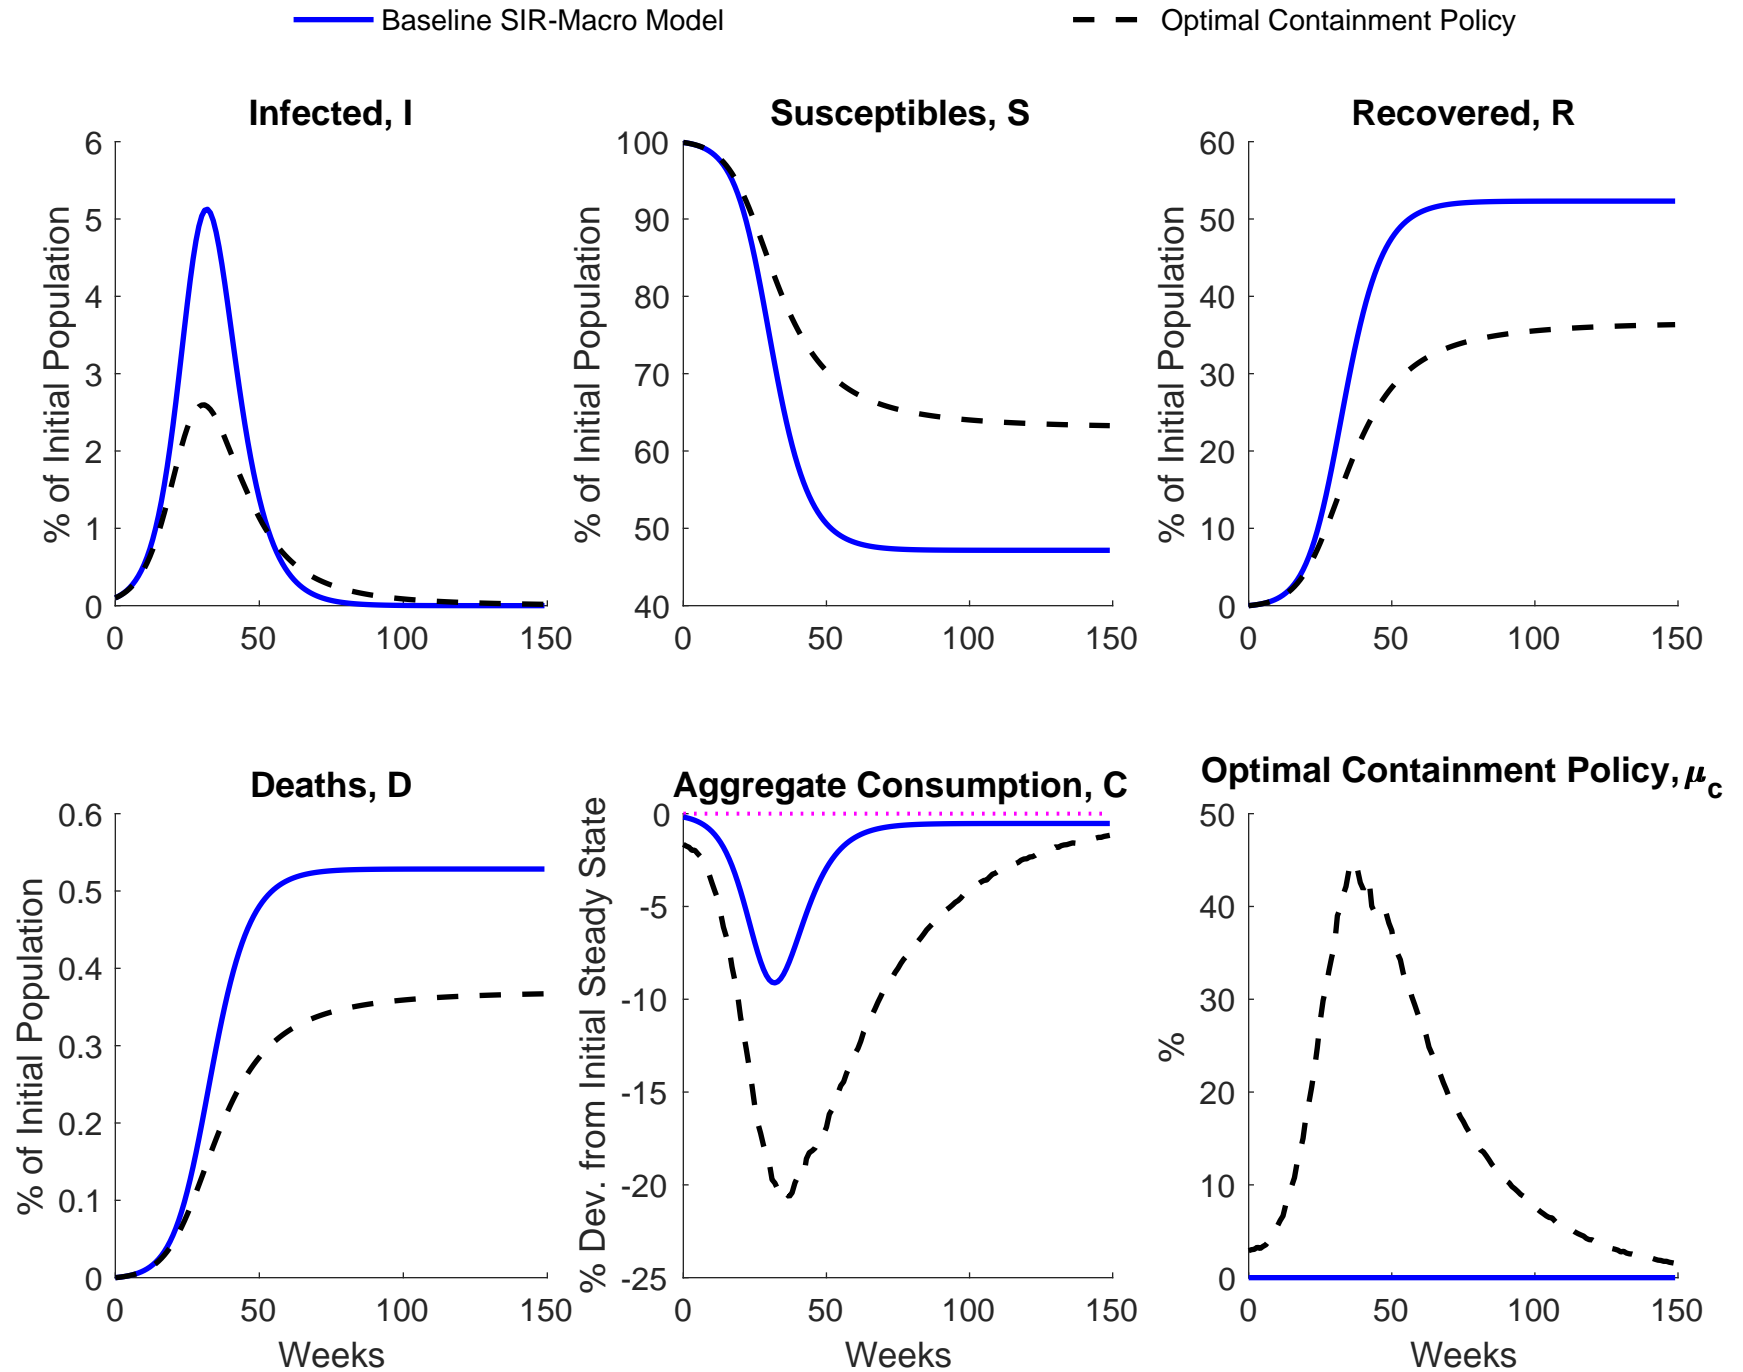 Baseline SIR-Macro Model
Optimal Containment Policy
Infected, I
% of Initial Population
6
5
4
3
2
1
0
0 50 100 150
Susceptibles, S
% of Initial Population
100
90
80
70
60
50
40
0 50 100 150
Recovered, R
% of Initial Population
60
50
40
30
20
10
0
0 50 100 150
Deaths, D
% of Initial Population
0.6
0.5
0.4
0.3
0.2
0.1
0
0 50 100 150
Weeks
Aggregate Consumption, C
% Dev. from Initial Steady State
0
-5
-10
-15
-20
-25
0 50 100 150
Weeks
Optimal Containment Policy, μc
%
50
40
30
20
10
0
0 50 100 150
Weeks